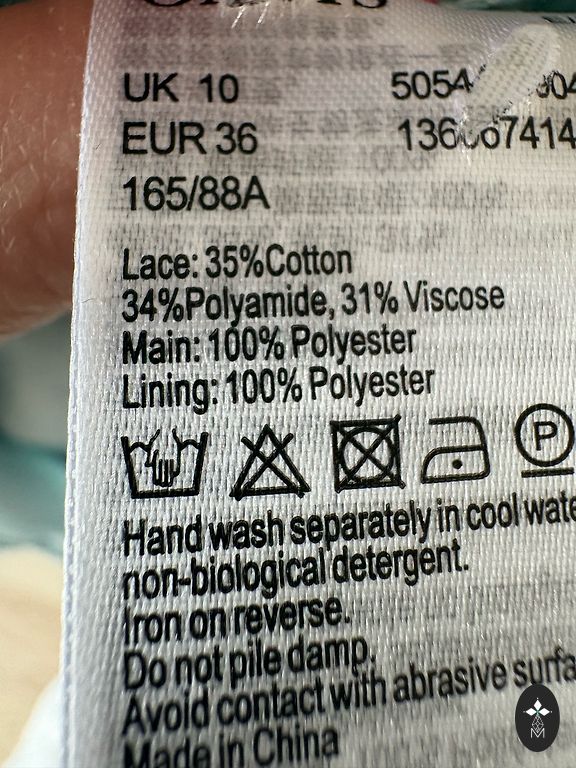 UK 10
EUR 36
165/88A
Lace: 35%Cotton
34%Polyamide, 31% Viscose
Main: 100% Polyester
Lining: 100% Polyester
P
Hand wash separately in cool
non-biological detergent.
Iron on reverse.
Do not pile damp.
Avoid contact with abrasive
Made in China